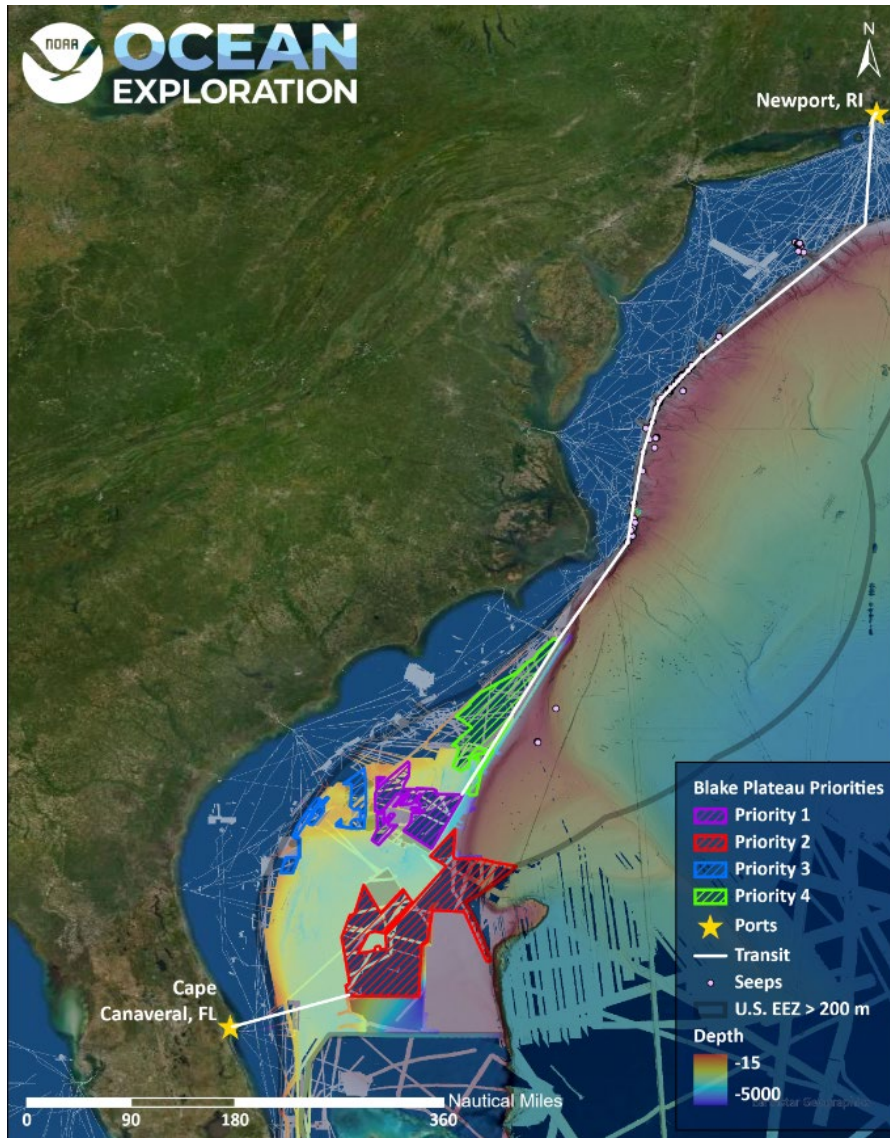 NOAA
OCEAN
EXPLORATION
N
Newport, RI
Cape
Canaveral, FL
Blake Plateau Priorities
Priority 1
Priority 2
Priority 3
Priority 4
Ports
Transit
Seeps
U.S. EEZ > 200 m
Depth
-15
-5000
Nautical Miles
0 90 180 360